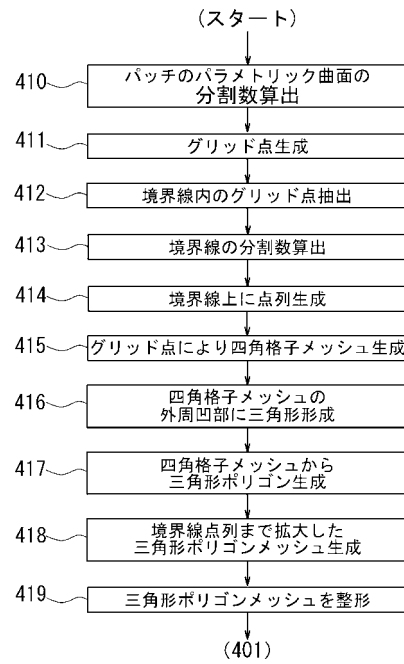 (スタート)
410
パッチのパラメトリック曲面の
分割数算出
411
グリッド点生成
412
境界線内のグリッド点抽出
413
境界線の分割数算出
414
境界線上に点列生成
415
グリッド点により四角格子メッシュ生成
416
四角格子メッシュの
外周凹部に三角形形成
417
四角格子メッシュから
三角形ポリゴン生成
418
境界線点列まで拡大した
三角形ポリゴンメッシュ生成
419
三角形ポリゴンメッシュを整形
(401)